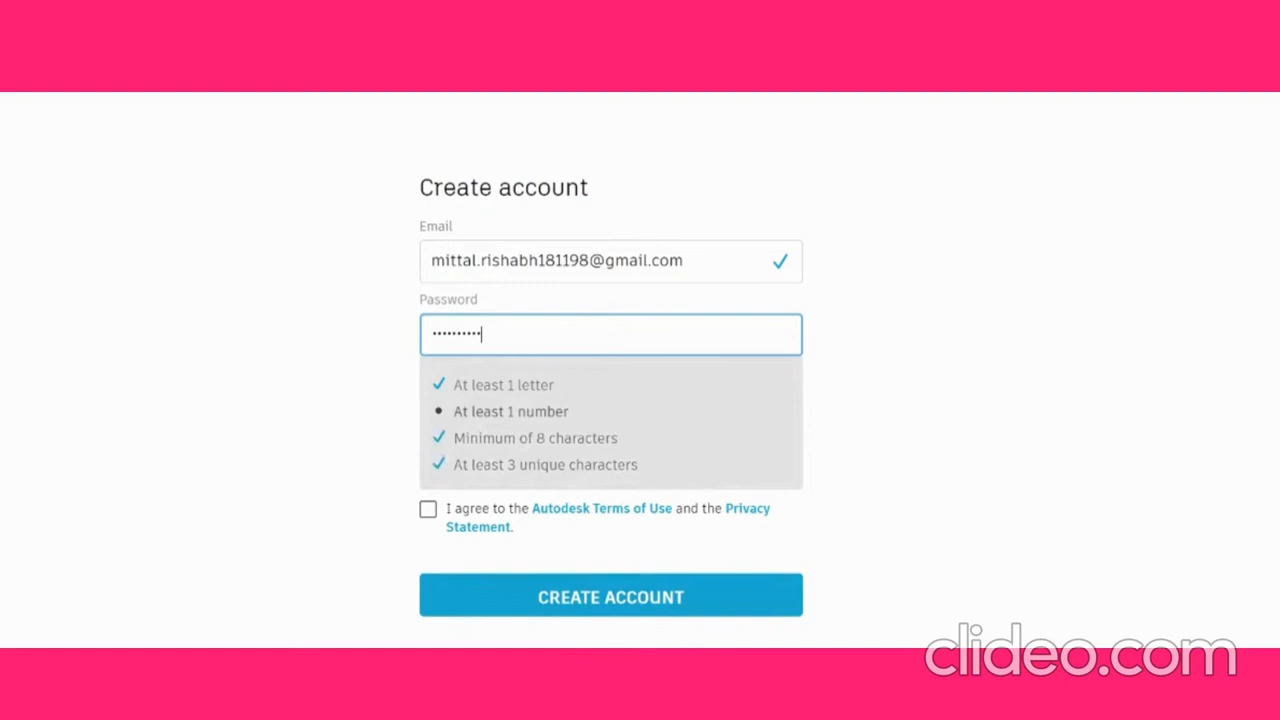 Create account
Email
mittal.rishabh181198@gmail.com
Password
••••••••••
At least 1 letter
At least 1 number
Minimum of 8 characters
At least 3 unique characters
I agree to the Autodesk Terms of Use and the Privacy
Statement.
CREATE ACCOUNT
clideo.com